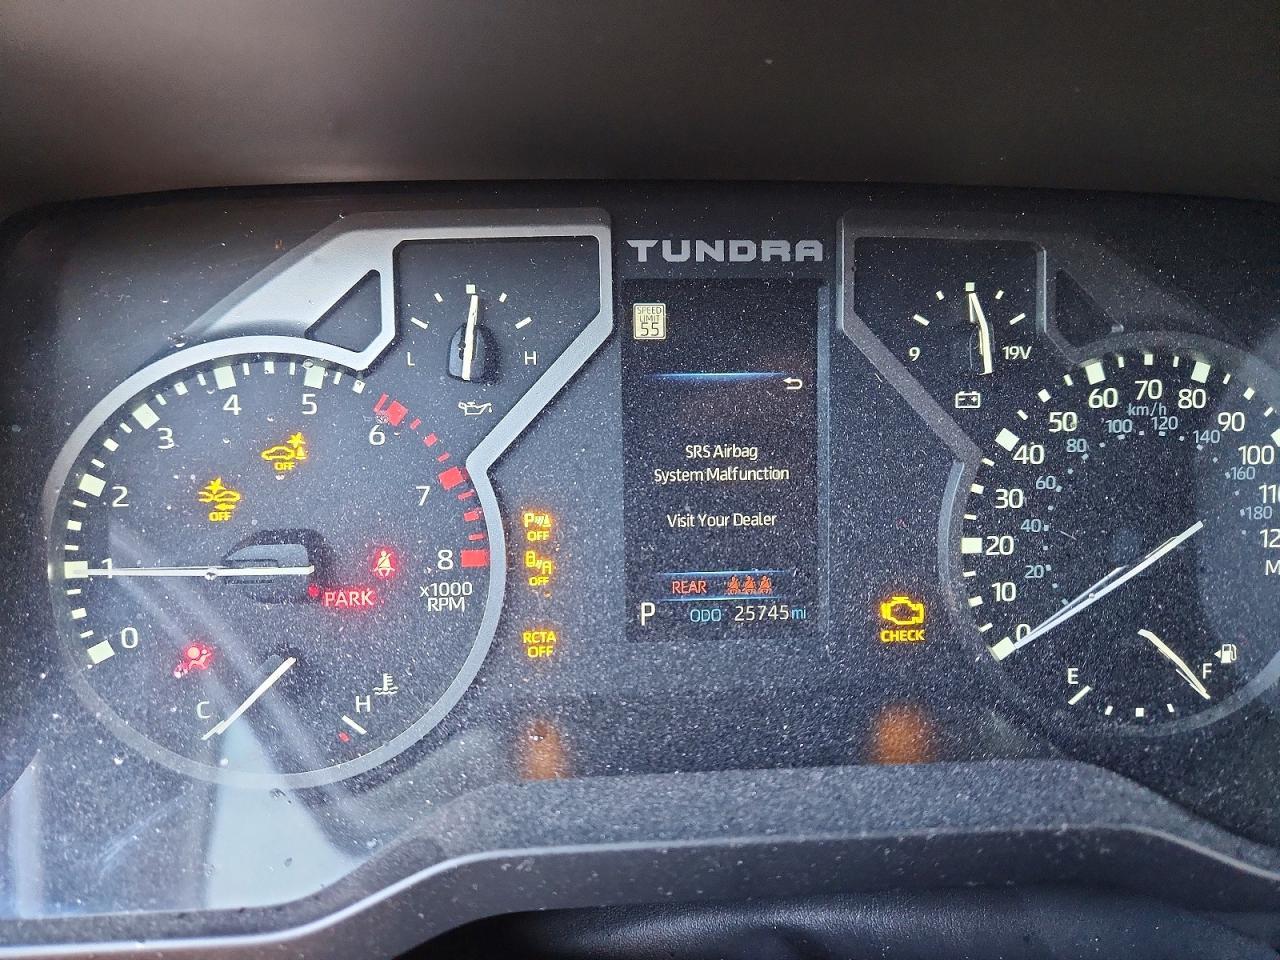 TUNDRA
SPEED
LIMIT
55
L
H
9
19V
SRS Airbag
System Malfunction
Visit Your Dealer
REAR
P
ODO 25745 mi
0
1
2
3
4
5
6
7
8
x1000
RPM
OFF
OFF
PARK
C
H
P
OFF
OFF
RCTA
OFF
CHECK
0
10
20
30
40
50
60
70
80
90
100
km/h
20
40
60
80
100
120
140
160
180
E
F